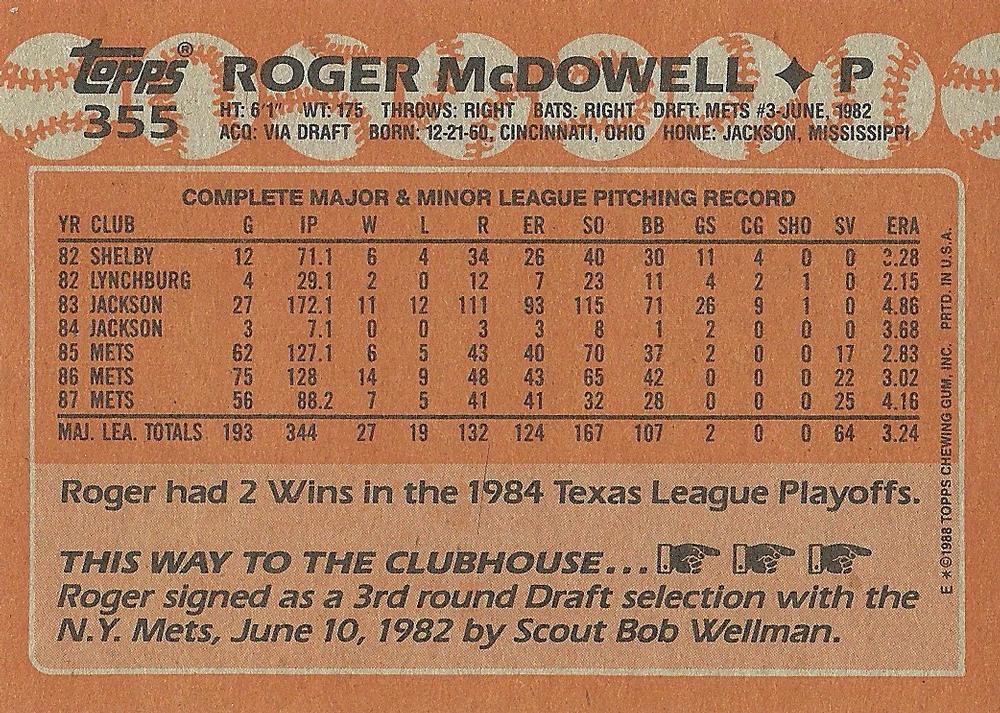 Topps® ROGER McDOWELL ✦ P
355 HT: 6'1" WT: 175 THROWS: RIGHT BATS: RIGHT DRFT: METS #3-JUNE, 1982
ACQ: VIA DRAFT BORN: 12-21-60, CINCINNATI, OHIO HOME: JACKSON, MISSISSIPPI
COMPLETE MAJOR & MINOR LEAGUE PITCHING RECORD
YR CLUB G IP W L R ER SO BB GS CG SHO SV ERA
82 SHELBY 12 71.1 6 4 34 26 40 30 11 4 0 0 3.28
82 LYNCHBURG 4 29.1 2 0 12 7 23 11 4 2 1 0 2.15
83 JACKSON 27 172.1 11 12 111 93 115 71 26 9 1 0 4.86
84 JACKSON 3 7.1 0 0 3 3 8 1 2 0 0 0 3.68
85 METS 62 127.1 6 5 43 40 70 37 2 0 0 17 2.83
86 METS 75 128 14 9 48 43 65 42 0 0 0 22 3.02
87 METS 56 88.2 7 5 41 41 32 28 0 0 0 25 4.16
MAJ. LEA. TOTALS 193 344 27 19 132 124 167 107 2 0 0 64 3.24
Roger had 2 Wins in the 1984 Texas League Playoffs.
THIS WAY TO THE CLUBHOUSE...
Roger signed as a 3rd round Draft selection with the
N.Y. Mets, June 10, 1982 by Scout Bob Wellman.
E * © 1988 TOPPS CHEWING GUM, INC. PRTD. IN U.S.A.